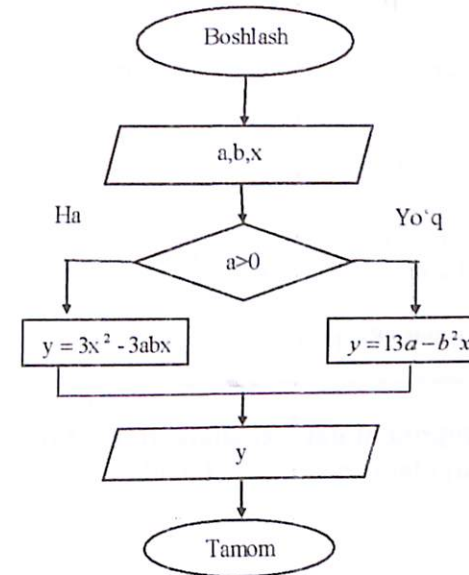 Boshlash
a,b,x
Ha
Yo‘q
a>0
y = 3x² - 3abx
y = 13a − b²x
y
Tamom